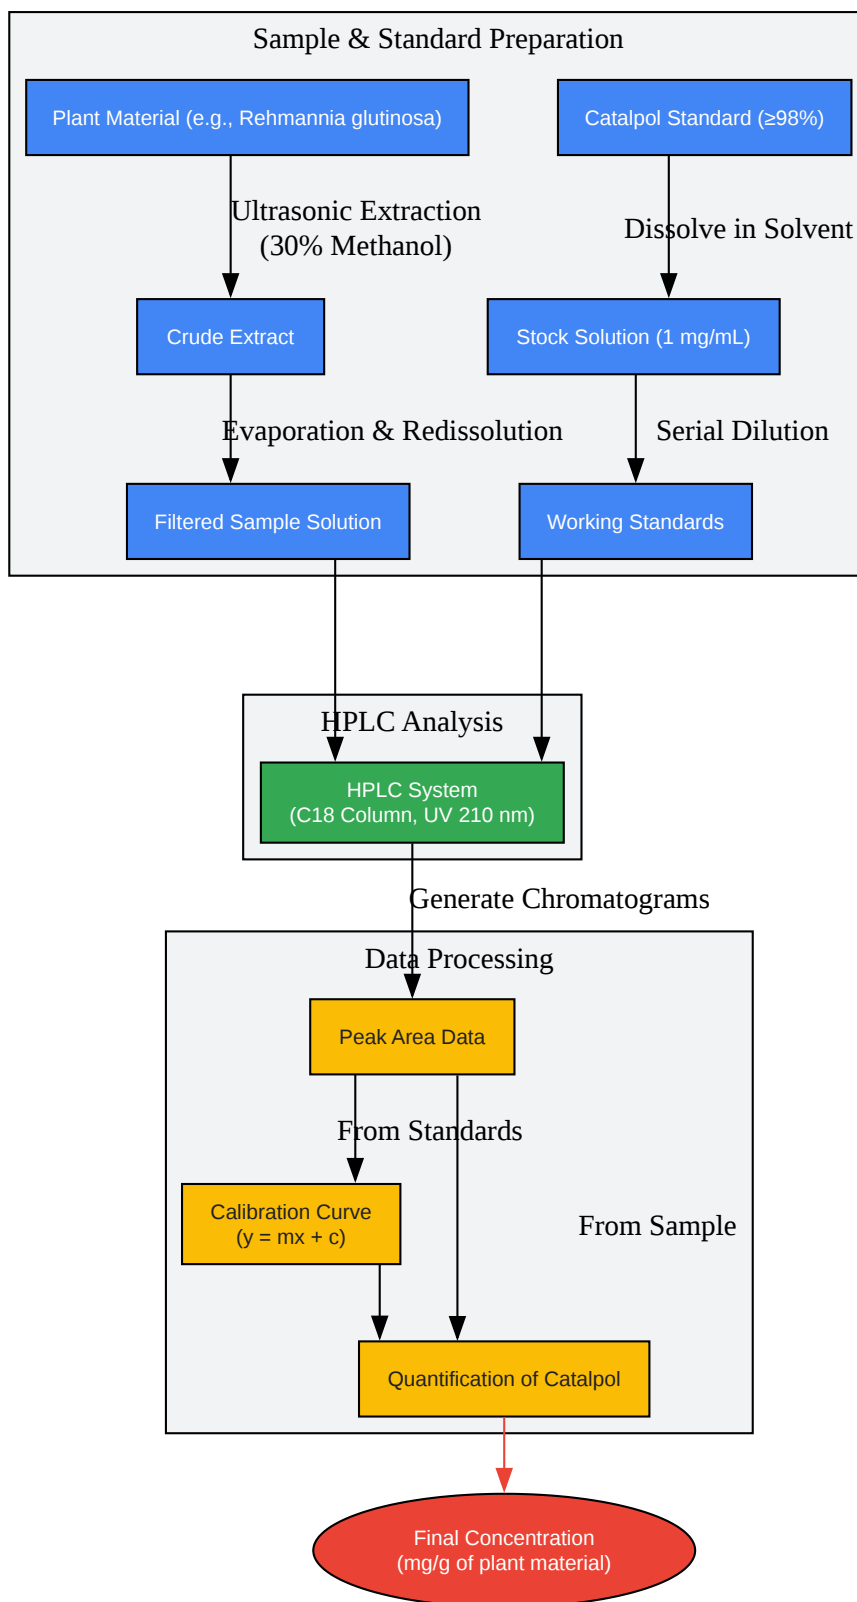 Sample & Standard Preparation
Plant Material (e.g., Rehmannia glutinosa)
Catalpol Standard (≥98%)
Ultrasonic Extraction
(30% Methanol)
Dissolve in Solvent
Crude Extract
Stock Solution (1 mg/mL)
Evaporation & Redissolution
Serial Dilution
Filtered Sample Solution
Working Standards
HPLC Analysis
HPLC System
(C18 Column, UV 210 nm)
Generate Chromatograms
Data Processing
Peak Area Data
From Standards
Calibration Curve
(y = mx + c)
From Sample
Quantification of Catalpol
Final Concentration
(mg/g of plant material)